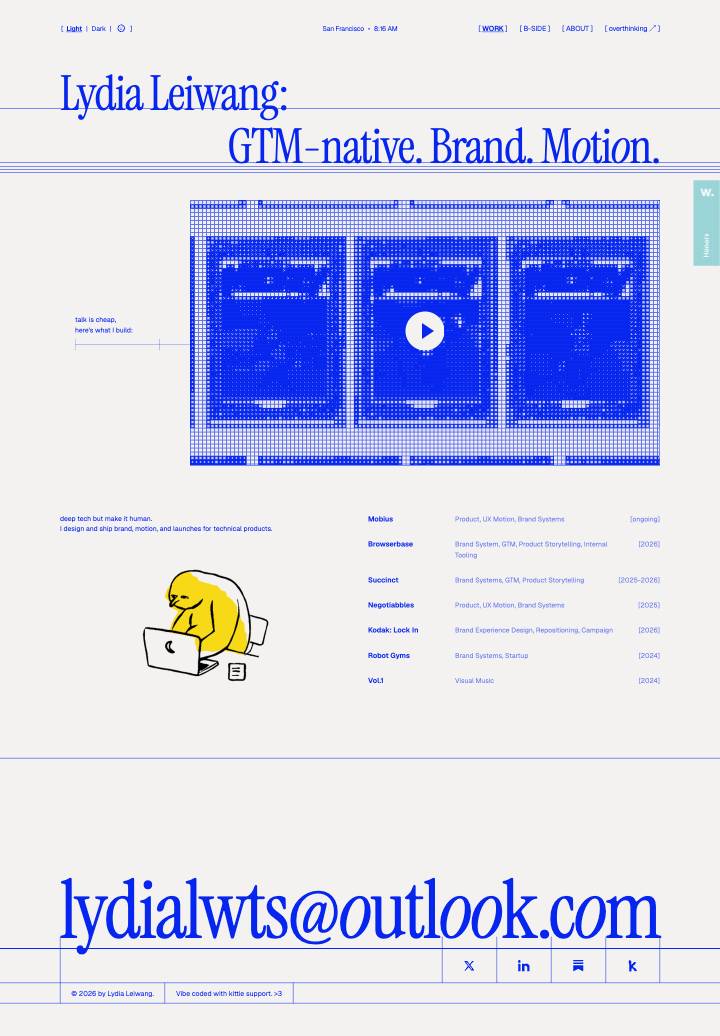 [ Light | Dark | ]
San Francisco • 8:16 AM
[WORK] [B-SIDE] [ABOUT] [overthinking ↗]
Lydia Leiwang:
GTM-native. Brand. Motion.
W.
Honors
talk is cheap,
here's what I build:
deep tech but make it human.
I design and ship brand, motion, and launches for technical products.
Mobius Product, UX Motion, Brand Systems [ongoing]
Browserbase Brand System, GTM, Product Storytelling, Internal [2026]
Tooling
Succinct Brand Systems, GTM, Product Storytelling [2025-2026]
Negotiabbles Product, UX Motion, Brand Systems [2025]
Kodak: Lock In Brand Experience Design, Repositioning, Campaign [2026]
Robot Gyms Brand Systems, Startup [2024]
Vol.1 Visual Music [2024]
lydialwts@outlook.com
X in k
© 2026 by Lydia Leiwang. Vibe coded with kittie support. >3